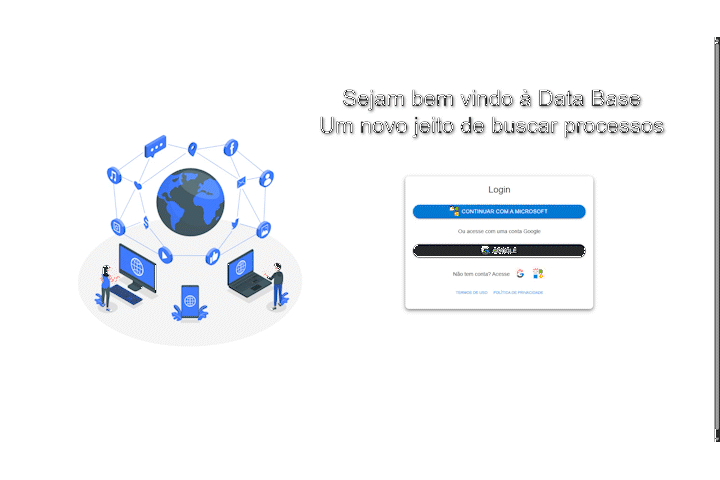 Sejam bem vindo à Data Base
Um novo jeito de buscar processos
Login
CONTINUAR COM A MICROSOFT
Ou acesse com uma conta Google
Não tem conta? Acesse
TERMOS DE USO POLÍTICA DE PRIVACIDADE